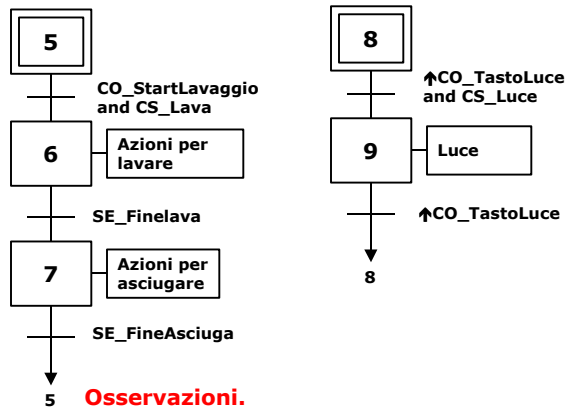 5
CO_StartLavaggio
and CS_Lava
6
Azioni per
lavare
SE_Finelava
7
Azioni per
asciugare
SE_FineAsciuga
5
Osservazioni.
8
↑CO_TastoLuce
and CS_Luce
9
Luce
↑CO_TastoLuce
8